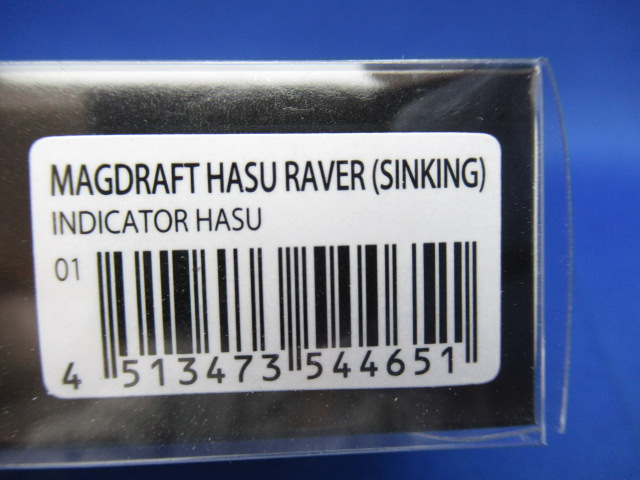 MAGDRAFT HASU RAVER (SINKING)
INDICATOR HASU
01
4 513473 544651